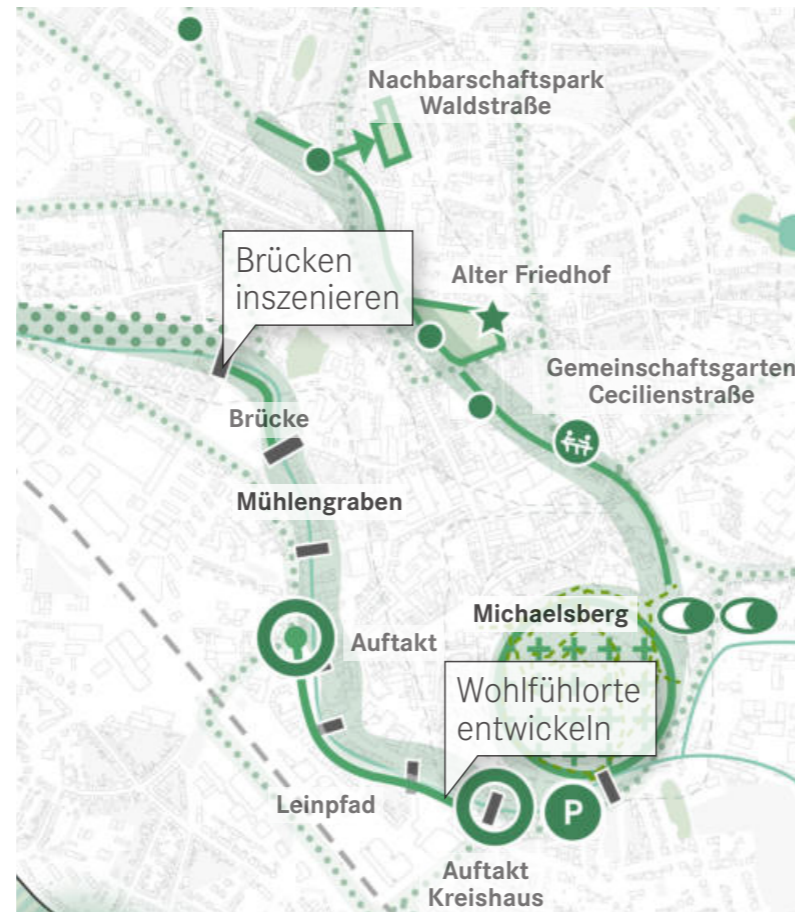 Nachbarschaftspark
Waldstraße
Brücken
inszenieren
Alter Friedhof
Gemeinschaftsgarten
Cecilienstraße
Brücke
Mühlengraben
Michaelsberg
Auftakt
Wohlfühlorte
entwickeln
Leinpfad
P
Auftakt
Kreishaus